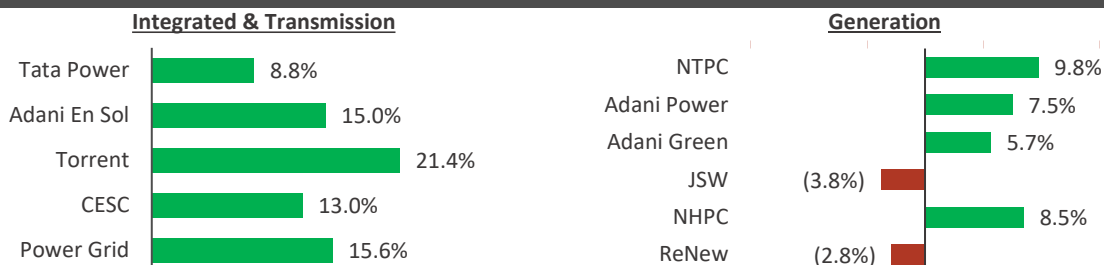 Integrated & Transmission
Tata Power 8.8%
Adani En Sol 15.0%
Torrent 21.4%
CESC 13.0%
Power Grid 15.6%
Generation
NTPC 9.8%
Adani Power 7.5%
Adani Green 5.7%
JSW (3.8%)
NHPC 8.5%
ReNew (2.8%)